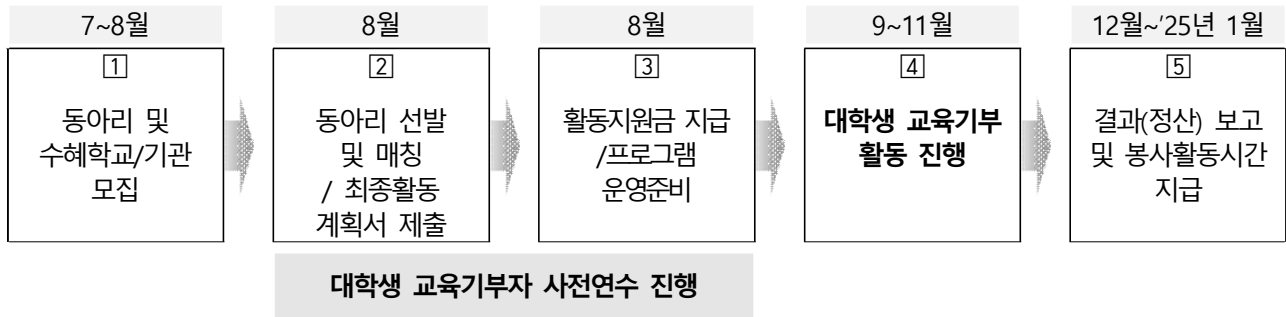 7~8월
1
동아리 및
수혜학교/기관
모집
8월
2
동아리 선발
및 매칭
/ 최종활동
계획서 제출
8월
3
활동지원금 지급
/프로그램
운영준비
9~11월
4
대학생 교육기부
활동 진행
12월~’25년 1월
5
결과(정산) 보고
및 봉사활동시간
지급
대학생 교육기부자 사전연수 진행